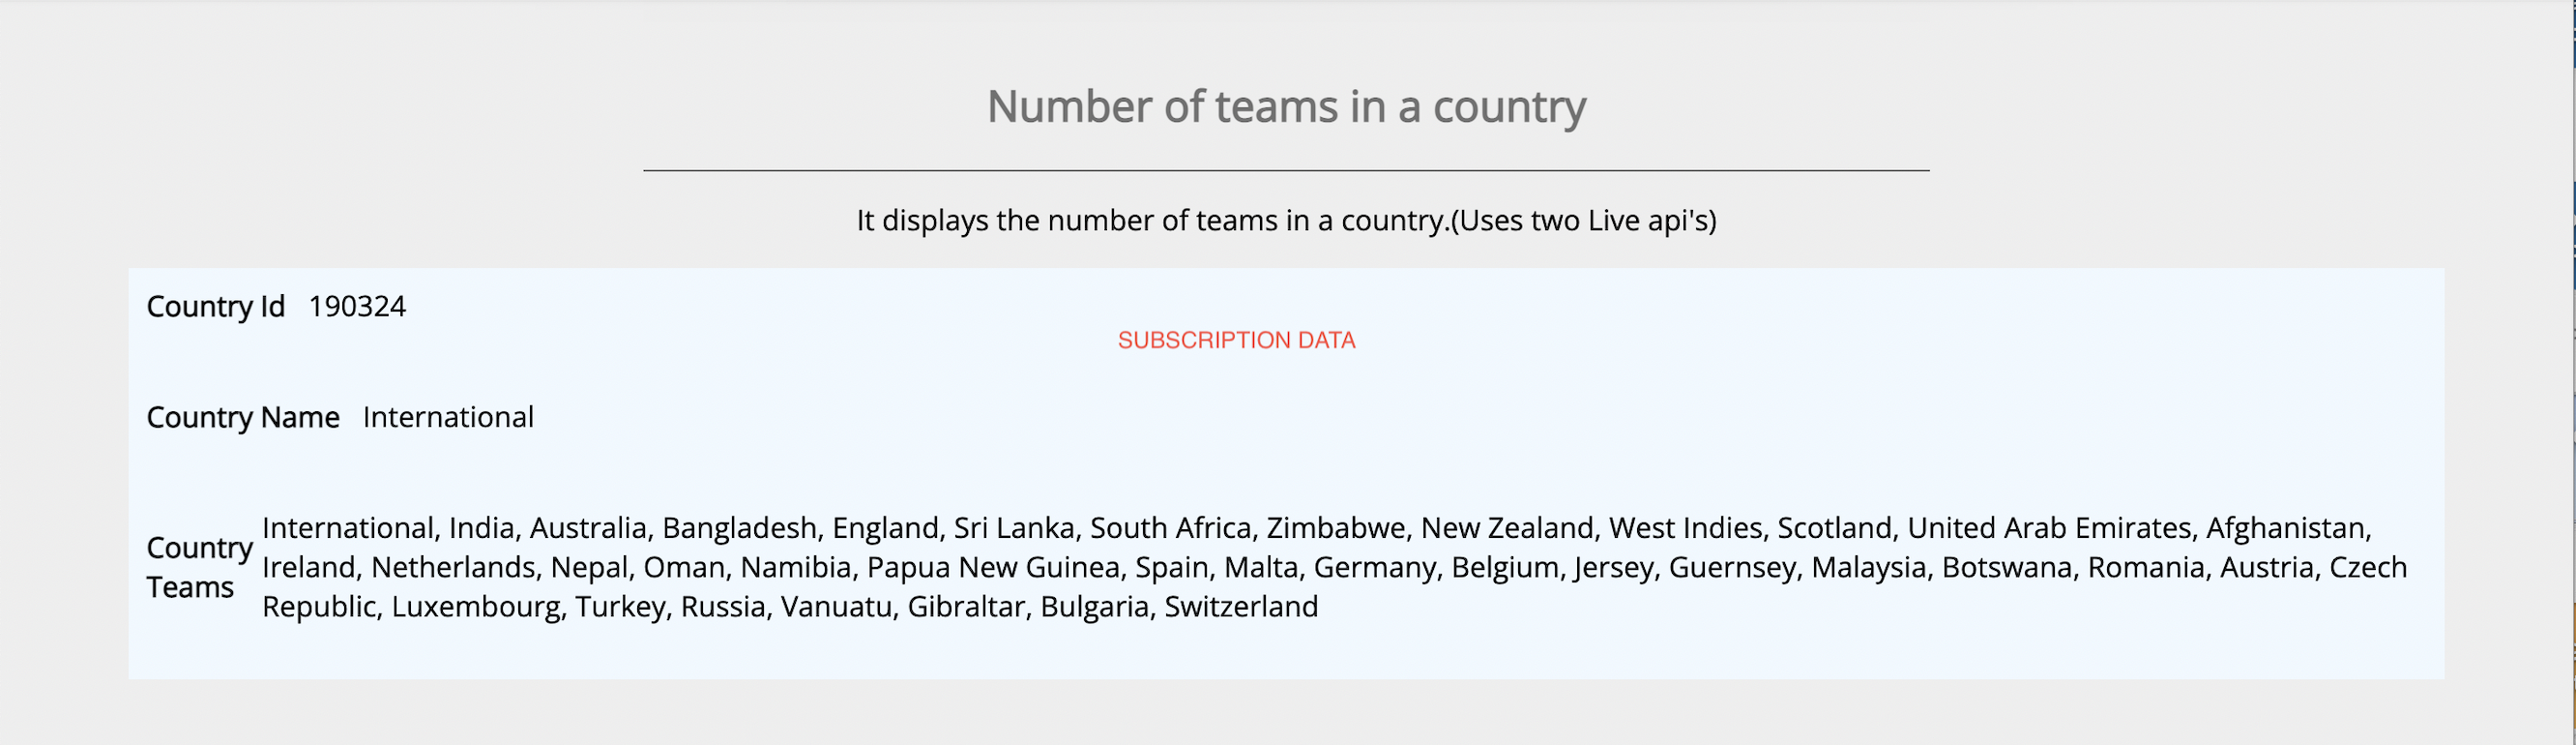 Number of teams in a country
It displays the number of teams in a country.(Uses two Live api's)
Country Id 190324
SUBSCRIPTION DATA
Country Name International
Country Teams
International, India, Australia, Bangladesh, England, Sri Lanka, South Africa, Zimbabwe, New Zealand, West Indies, Scotland, United Arab Emirates, Afghanistan,
Ireland, Netherlands, Nepal, Oman, Namibia, Papua New Guinea, Spain, Malta, Germany, Belgium, Jersey, Guernsey, Malaysia, Botswana, Romania, Austria, Czech
Republic, Luxembourg, Turkey, Russia, Vanuatu, Gibraltar, Bulgaria, Switzerland